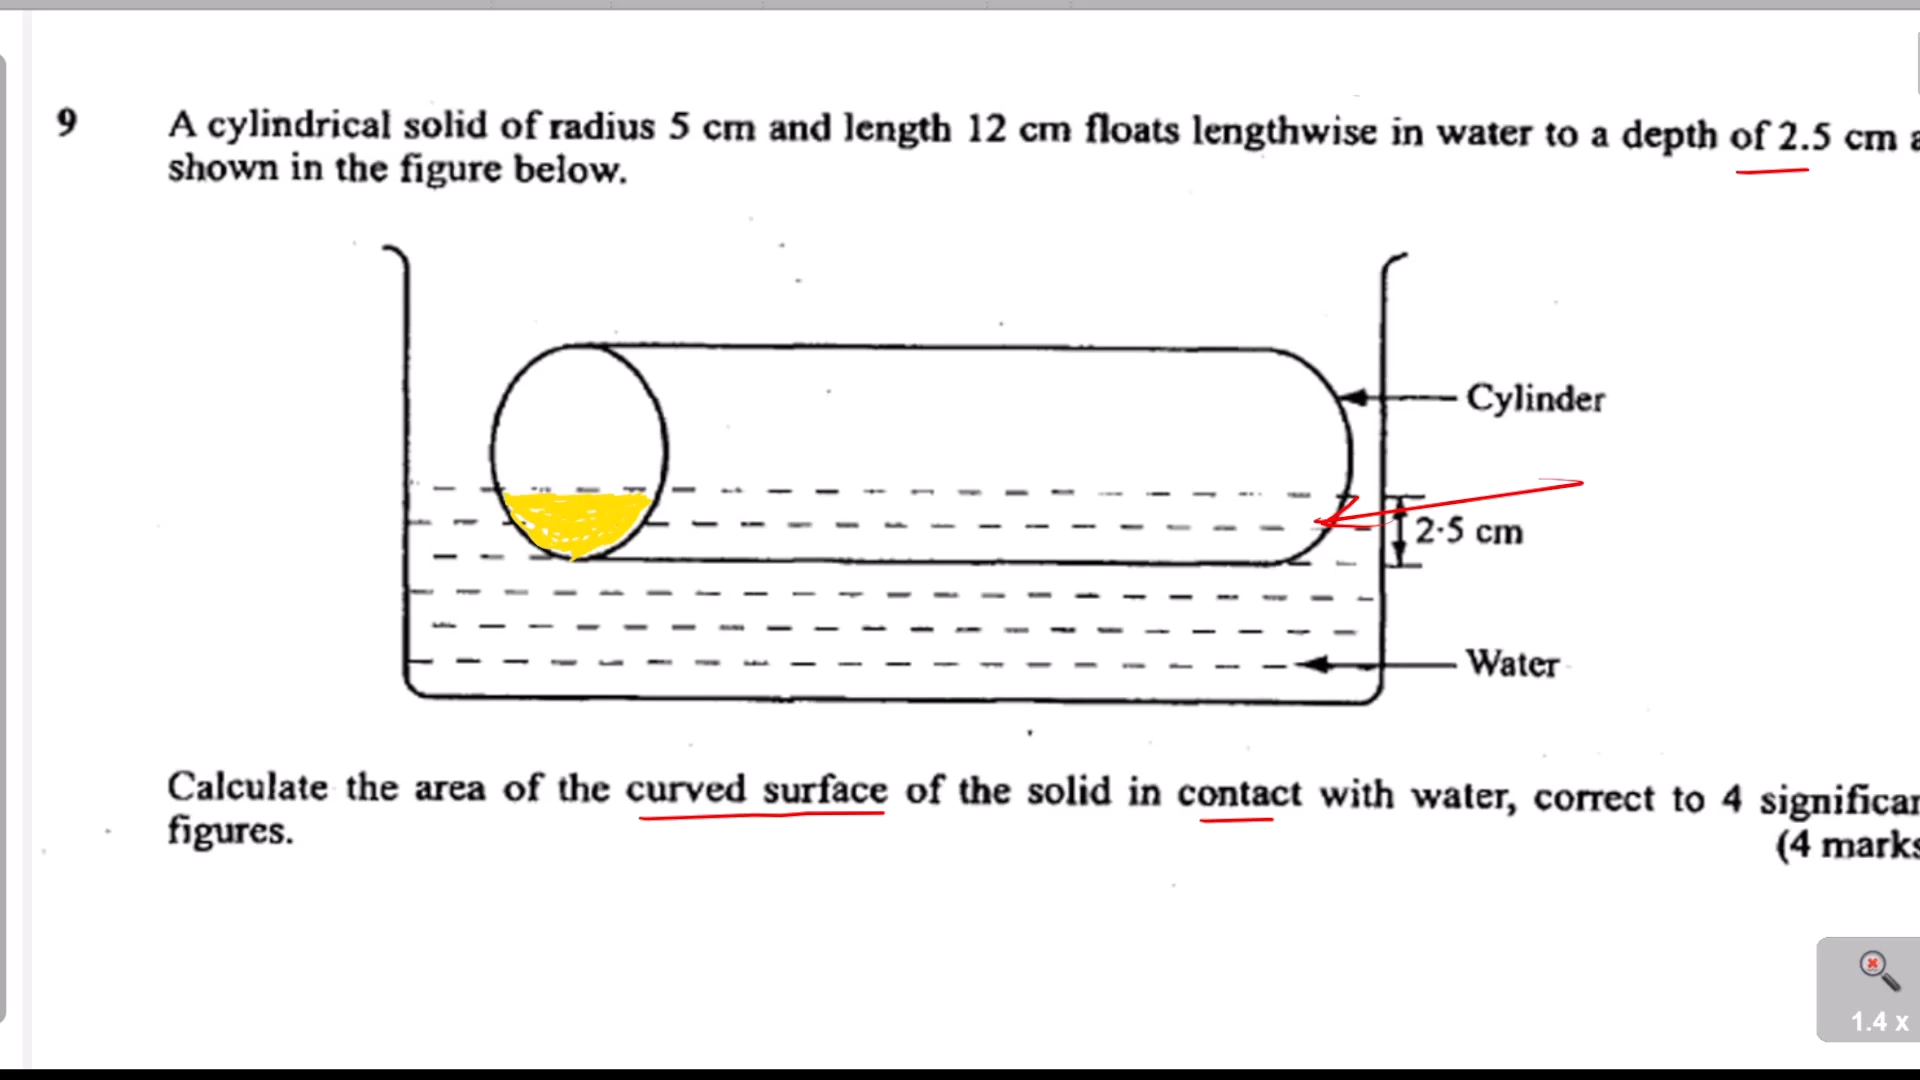 9 A cylindrical solid of radius 5 cm and length 12 cm floats lengthwise in water to a depth of 2.5 cm
shown in the figure below.
Cylinder
2·5 cm
Water
Calculate the area of the curved surface of the solid in contact with water, correct to 4
figures.
(4 marks
1.4 x